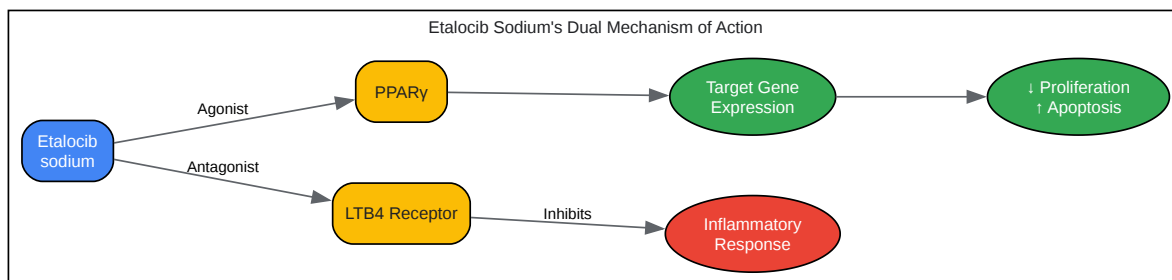 Etalocib Sodium's Dual Mechanism of Action
Etalocib
sodium
Agonist
Antagonist
PPARγ
LTB4 Receptor
Inhibits
Target Gene
Expression
↓ Proliferation
↑ Apoptosis
Inflammatory
Response